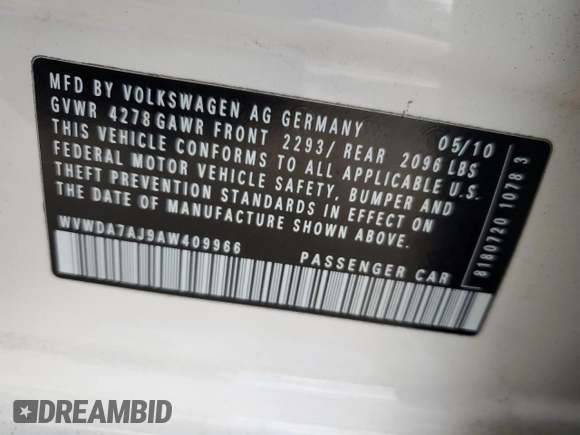 MFD BY VOLKSWAGEN AG GERMANY 05/10
GVWR 4278 GAWR FRONT 2293/ REAR 2096 LBS
THIS VEHICLE CONFORMS TO ALL APPLICABLE U.S.
FEDERAL MOTOR VEHICLE SAFETY, BUMPER AND
THEFT PREVENTION STANDARDS IN EFFECT ON
THE DATE OF MANUFACTURE SHOWN ABOVE.
WVWDA7AJ9AW409966
PASSENGER CAR
8180720 1078 3
DREAMBID